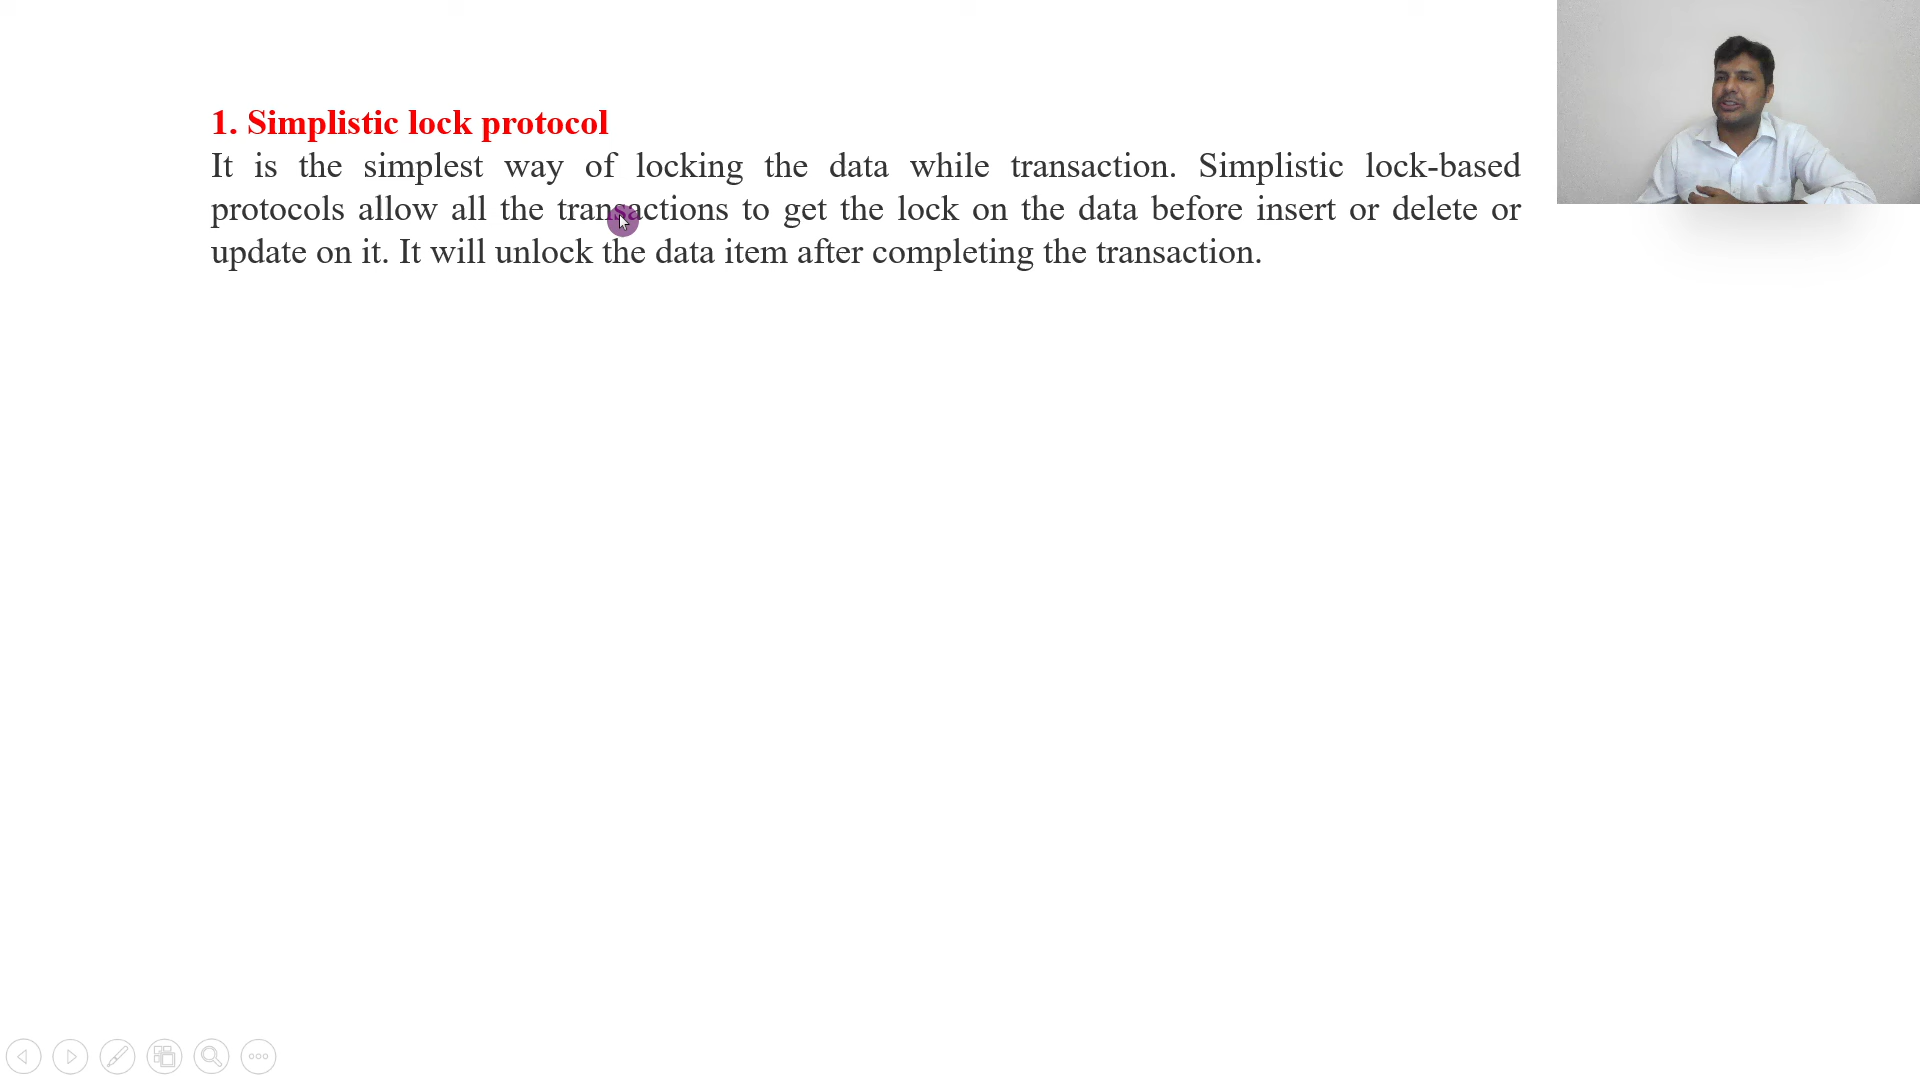 1. Simplistic lock protocol
It is the simplest way of locking the data while transaction. Simplistic lock-based
protocols allow all the transactions to get the lock on the data before insert or delete or
update on it. It will unlock the data item after completing the transaction.